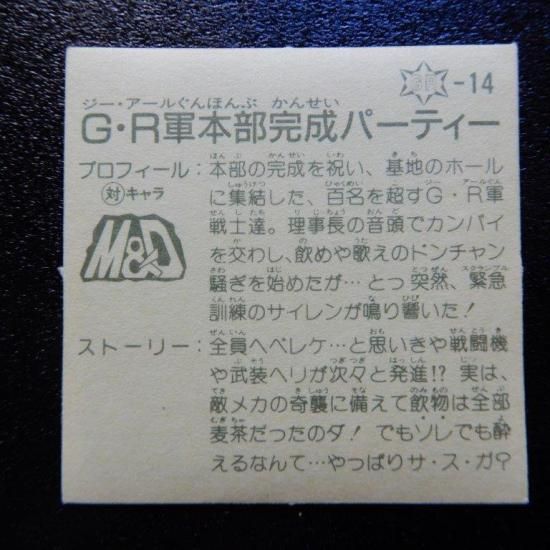 -14
ジー・アールぐんほんぶ かんせい
G・R軍本部完成パーティー
プロフィール：本部の完成を祝い、基地のホール
対キャラ に集結した、百名を超すG・R軍
M&D 戦士達。理事長の音頭でカンパイ
を交わし、飲めや歌えのドンチャン
騒ぎを始めたが…とっ突然、緊急
訓練のサイレンが鳴り響いた！
ストーリー：全員へベレケ…と思いきや戦闘機
や武装ヘリが次々と発進!? 実は、
敵メカの奇襲に備えて飲物は全部
麦茶だったのダ！ でもソレでも酔
えるなんて…やっぱりサ・ス・ガ?